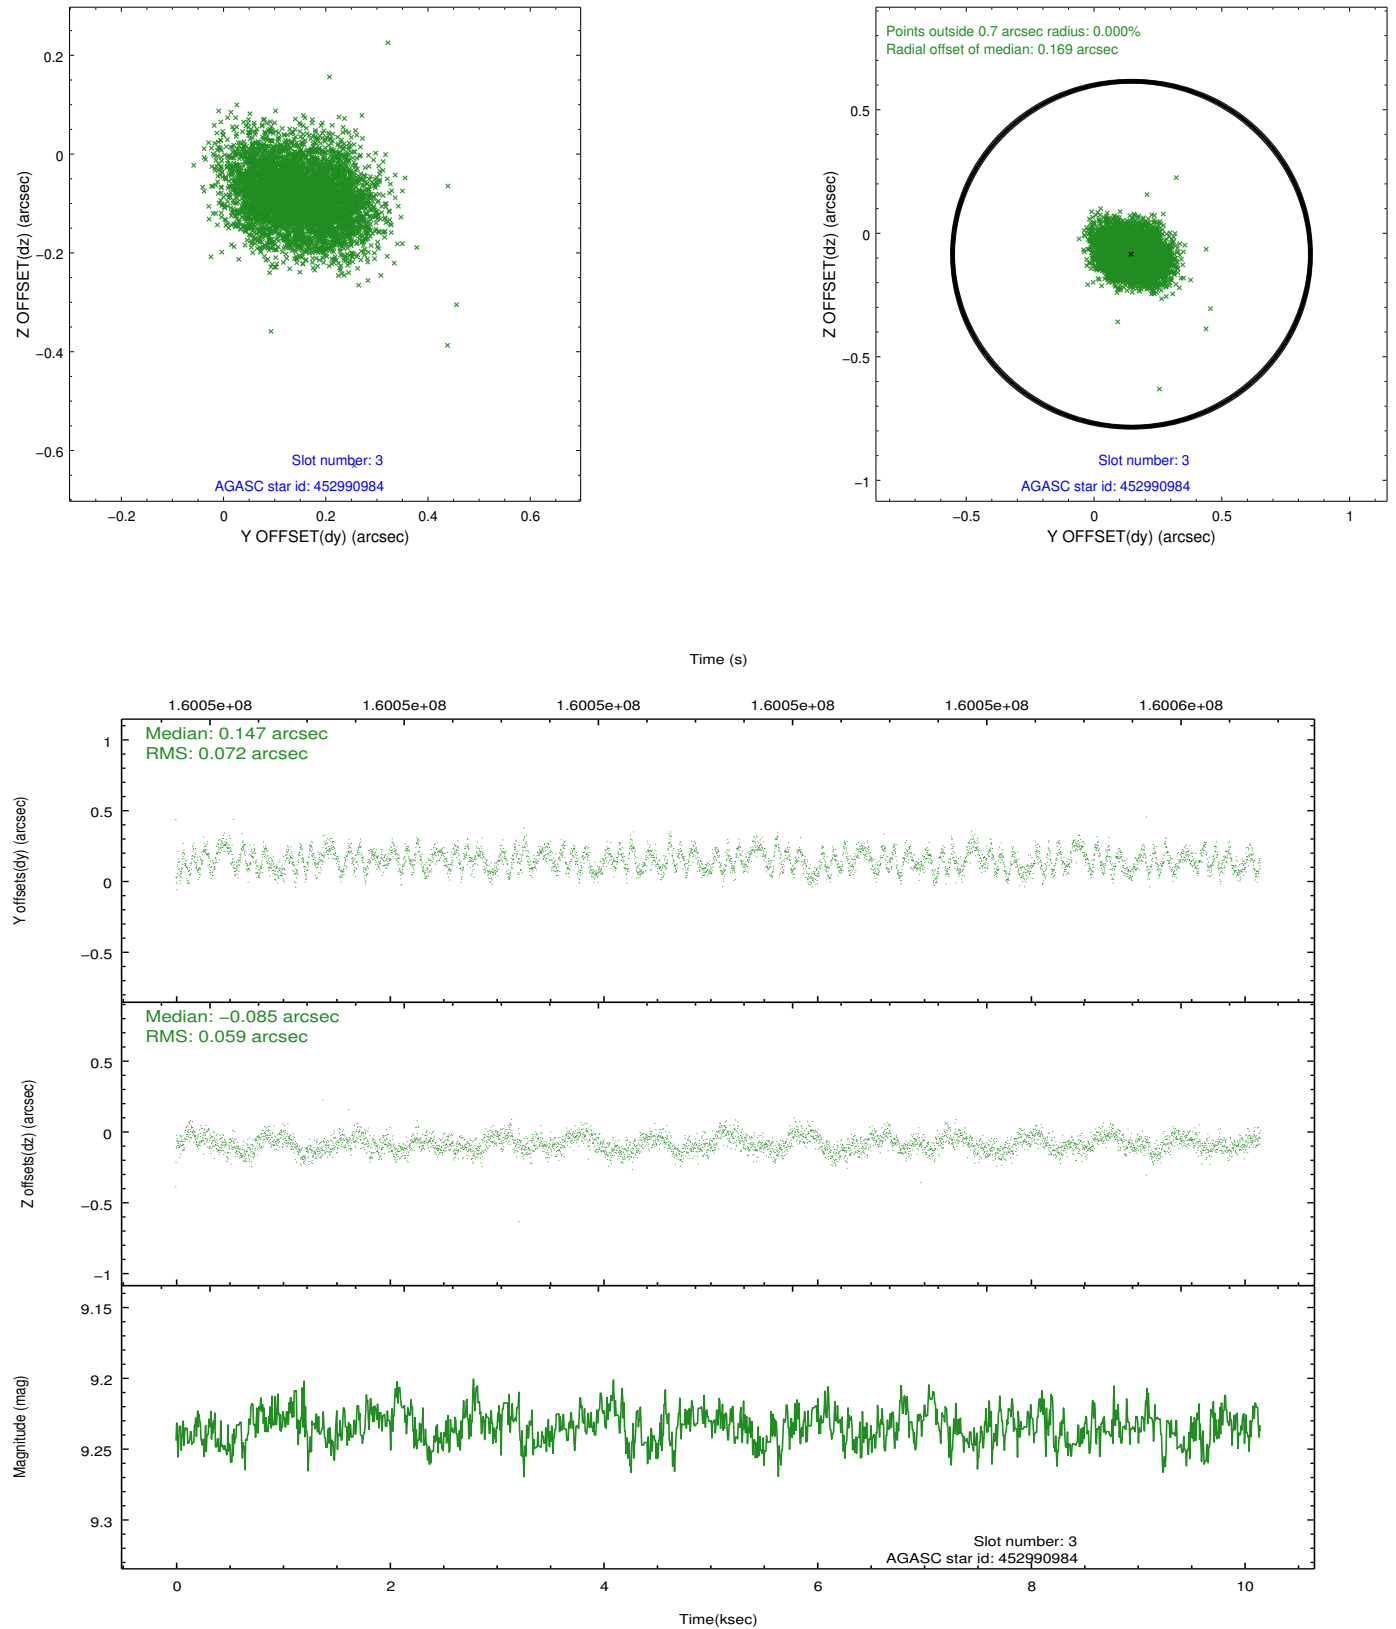 0.2
0
−0.2
−0.4
−0.6
Z OFFSET(dz) (arcsec)
Slot number: 3
AGASC star id: 452990984
−0.2 0 0.2 0.4 0.6
Y OFFSET(dy) (arcsec)
Points outside 0.7 arcsec radius: 0.000%
Radial offset of median: 0.169 arcsec
0.5
0
−0.5
−1
Z OFFSET(dz) (arcsec)
Slot number: 3
AGASC star id: 452990984
−0.5 0 0.5 1
Y OFFSET(dy) (arcsec)
Time (s)
1.6005e+08 1.6005e+08 1.6005e+08 1.6005e+08 1.6005e+08 1.6006e+08
Median: 0.147 arcsec
RMS: 0.072 arcsec
1
0.5
0
−0.5
Y offsets(dy) (arcsec)
Median: −0.085 arcsec
RMS: 0.059 arcsec
0.5
0
−0.5
−1
Z offsets(dz) (arcsec)
9.15
9.2
9.25
9.3
Magnitude (mag)
Slot number: 3
AGASC star id: 452990984
0 2 4 6 8 10
Time(ksec)